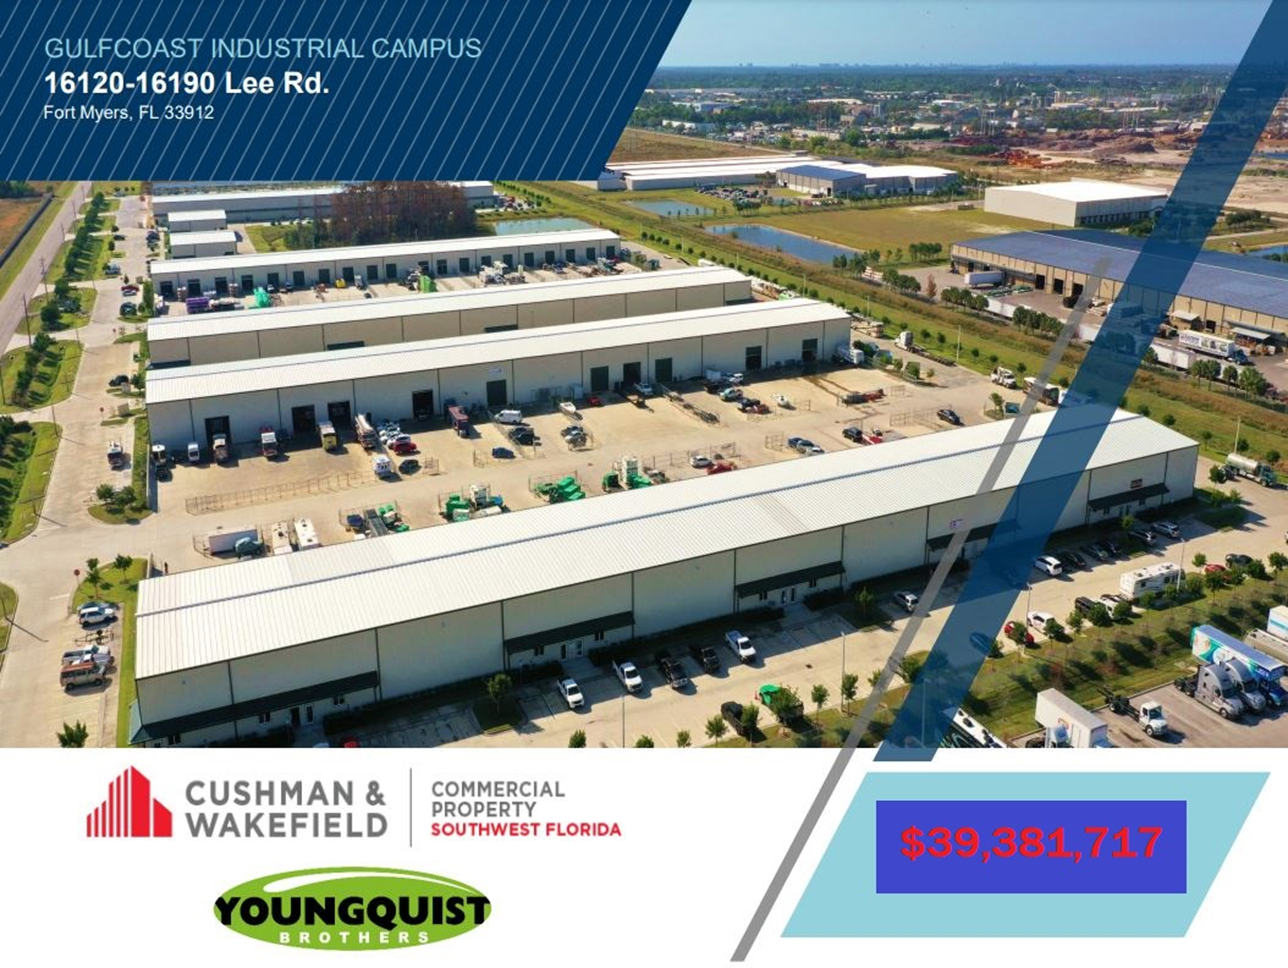 GULFCOAST INDUSTRIAL CAMPUS
16120-16190 Lee Rd.
Fort Myers, FL 33912
CUSHMAN &
WAKEFIELD
COMMERCIAL
PROPERTY
SOUTHWEST FLORIDA
YOUNGQUIST
BROTHERS
$39,381,717